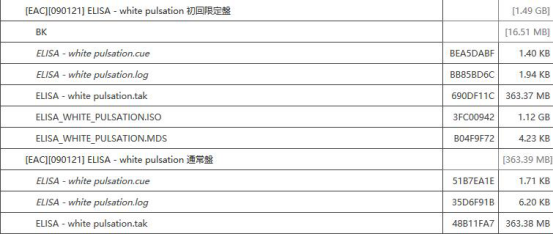 [EAC][090121] ELISA - white pulsation 初回限定盤 [1.49 GB]
BK [16.51 MB]
ELISA - white pulsation.cue BEA5DABF 1.40 KB
ELISA - white pulsation.log BB85BD6C 1.94 KB
ELISA - white pulsation.tak 690DF11C 363.37 MB
ELISA_WHITE_PULSATION.ISO 3FC00942 1.12 GB
ELISA_WHITE_PULSATION.MDS B04F9F72 4.23 KB
[EAC][090121] ELISA - white pulsation 通常盤 [363.39 MB]
ELISA - white pulsation.cue 51B7EA1E 1.71 KB
ELISA - white pulsation.log 35D6F91B 6.20 KB
ELISA - white pulsation.tak 48B11FA7 363.38 MB